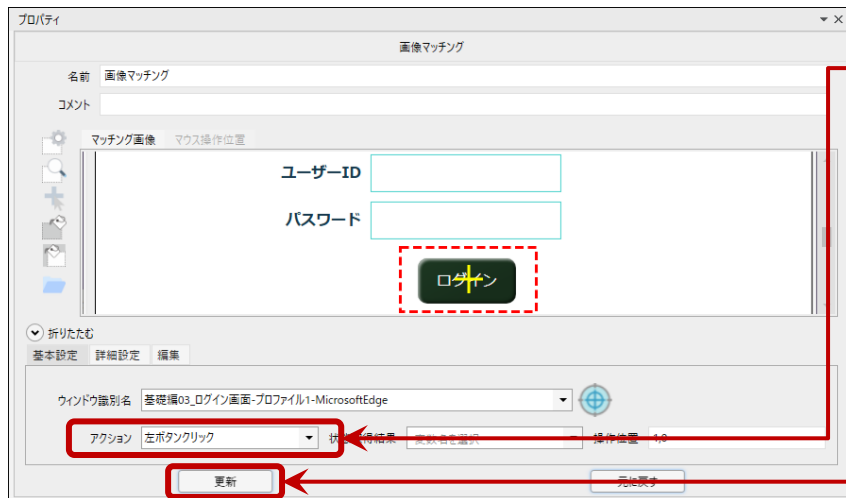 プロパティ
画像マッチング
名前 画像マッチング
コメント
マッチング画像 マウス操作位置
ユーザーID
パスワード
ログイン
折りたたむ
基本設定 詳細設定 編集
ウィンドウ識別名 基礎編03_ログイン画面-プロファイル1-MicrosoftEdge
アクション 左ボタンクリック 変数名を選択 操作位置
更新 元に戻す